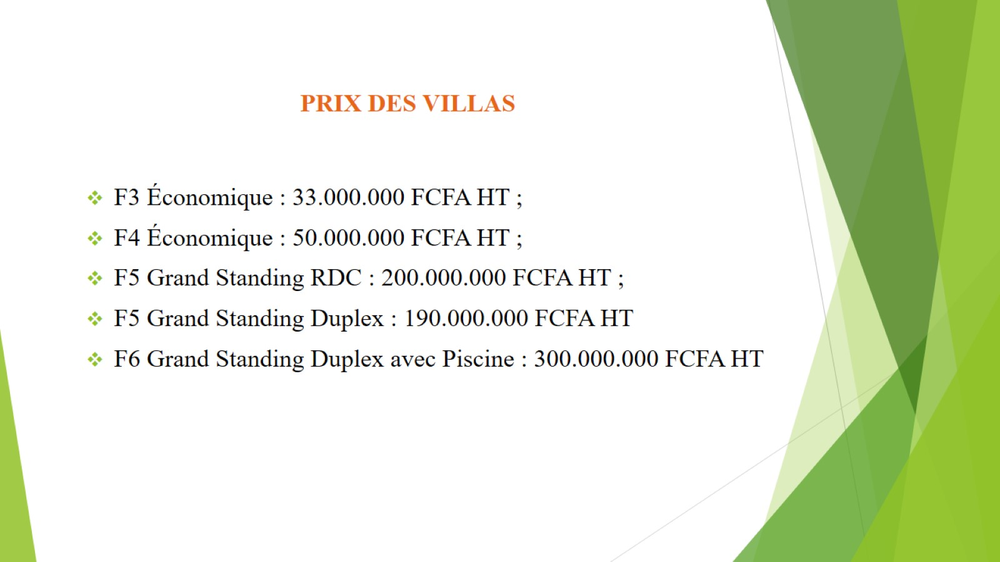 PRIX DES VILLAS
F3 Économique : 33.000.000 FCFA HT ;
F4 Économique : 50.000.000 FCFA HT ;
F5 Grand Standing RDC : 200.000.000 FCFA HT ;
F5 Grand Standing Duplex : 190.000.000 FCFA HT
F6 Grand Standing Duplex avec Piscine : 300.000.000 FCFA HT